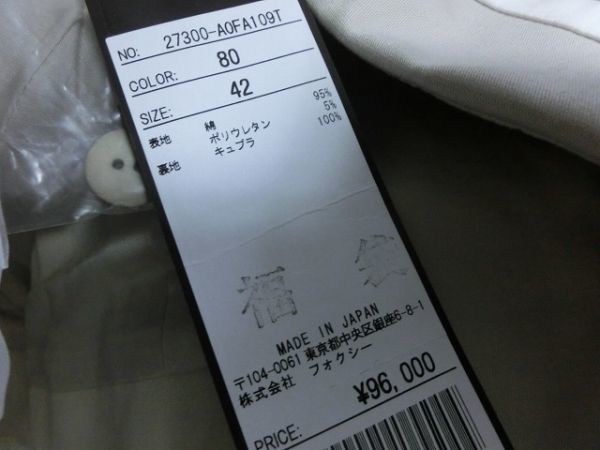 NO: 27300-A0FA109T
COLOR: 80
SIZE: 42
表地 綿 95%
ポリウレタン 5%
裏地 キュプラ 100%
福袋
MADE IN JAPAN
〒104-0061 東京都中央区銀座6-8-1
株式会社 フォクシー
PRICE: ¥96,000